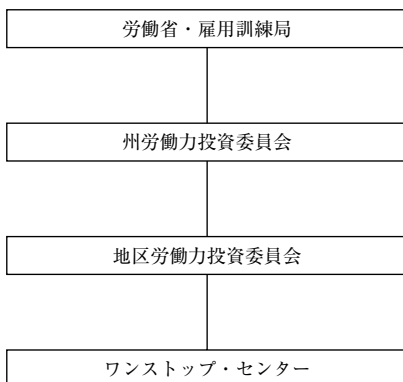 労働省・雇用訓練局
州労働力投資委員会
地区労働力投資委員会
ワンストップ・センター